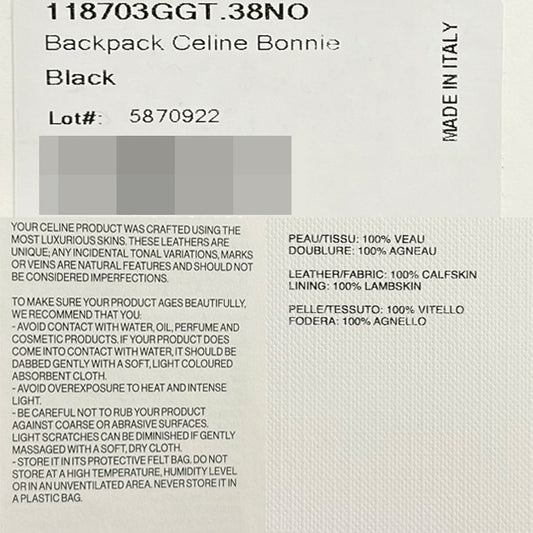 118703GGT.38NO
Backpack Celine Bonnie
Black
Lot#: 5870922
MADE IN ITALY
YOUR CELINE PRODUCT WAS CRAFTED USING THE
MOST LUXURIOUS SKINS. THESE LEATHERS ARE
UNIQUE; ANY INCIDENTAL TONAL VARIATIONS, MARKS
OR VEINS ARE NATURAL FEATURES AND SHOULD NOT
BE CONSIDERED IMPERFECTIONS.
TO MAKE SURE YOUR PRODUCT AGES BEAUTIFULLY,
WE RECOMMEND THAT YOU:
- AVOID CONTACT WITH WATER, OIL, PERFUME AND
COSMETIC PRODUCTS. IF YOUR PRODUCT DOES
COME INTO CONTACT WITH WATER, IT SHOULD BE
DABBED GENTLY WITH A SOFT, LIGHT COLOURED
ABSORBENT CLOTH.
- AVOID OVEREXPOSURE TO HEAT AND INTENSE
LIGHT.
- BE CAREFUL NOT TO RUB YOUR PRODUCT
AGAINST COARSE OR ABRASIVE SURFACES.
LIGHT SCRATCHES CAN BE DIMINISHED IF GENTLY
MASSAGED WITH A SOFT, DRY CLOTH.
- STORE IT IN ITS PROTECTIVE FELT BAG. DO NOT
STORE AT A HIGH TEMPERATURE, HUMIDITY LEVEL
OR IN AN UNVENTILATED AREA. NEVER STORE IT IN
A PLASTIC BAG.
PEAU/TISSU: 100% VEAU
DOUBLURE: 100% AGNEAU
LEATHER/FABRIC: 100% CALFSKIN
LINING: 100% LAMBSKIN
PELLE/TESSUTO: 100% VITELLO
FODERA: 100% AGNELLO